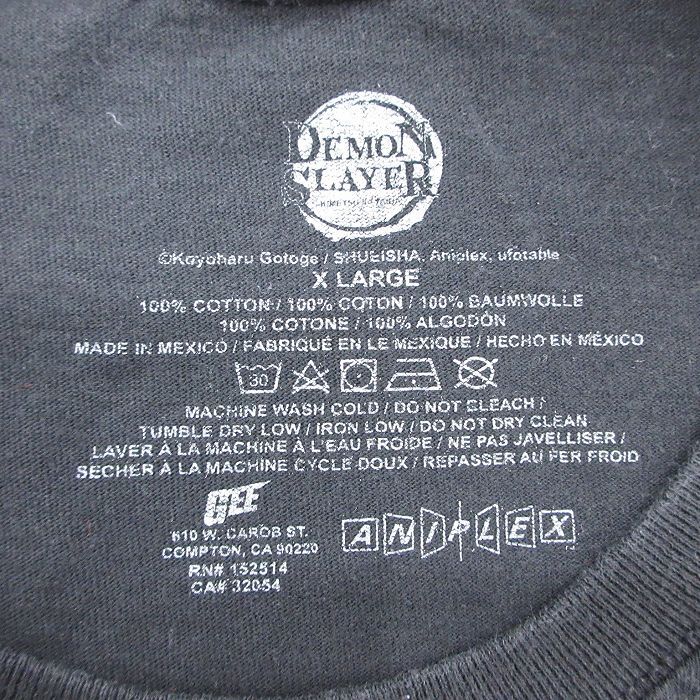 DEMON
SLAYER
KIMETSU NO YAIBA
©Koyoharu Gotoge / SHUEISHA, Aniplex, ufotable
X LARGE
100% COTTON / 100% COTON / 100% BAUMWOLLE
100% COTONE / 100% ALGODÓN
MADE IN MEXICO / FABRIQUÉ EN LE MEXIQUE / HECHO EN MÉXICO
30
MACHINE WASH COLD / DO NOT BLEACH /
TUMBLE DRY LOW / IRON LOW / DO NOT DRY CLEAN
LAVER À LA MACHINE À L'EAU FROIDE / NE PAS JAVELLISER /
SECHER À LA MACHINE CYCLE DOUX / REPASSER AU FER FROID
610 W. CAROB ST.
COMPTON, CA 90220
RN# 152514
CA# 32054
ANIPLEX